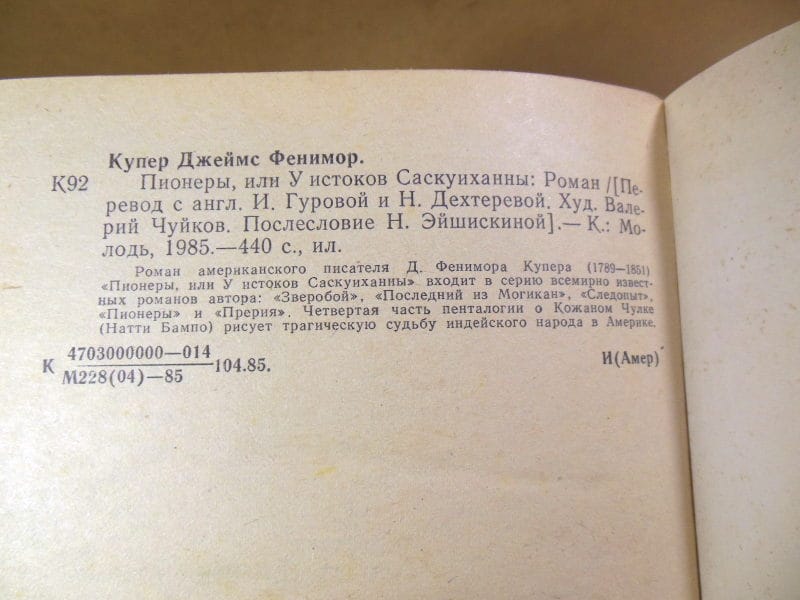 Купер Джеймс Фенимор.
К92 Пионеры, или У истоков Саскуиханны: Роман /[Пе-
ревод с англ. И. Гуровой и Н. Дехтеревой. Худ. Вале-
рий Чуйков. Послесловие Н. Эйшискиной].— К.: Мо-
лодь, 1985.—440 с., ил.
Роман американского писателя Д. Фенимора Купера (1789—1851)
«Пионеры, или У истоков Саскуиханны» входит в серию всемирно извест-
ных романов автора: «Зверобой», «Последний из Могикан», «Следопыт»,
«Пионеры» и «Прерия». Четвертая часть пенталогии о Кожаном Чулке
(Натти Бампо) рисует трагическую судьбу индейского народа в Америке.
К 4703000000—014
М228(04)—85 104.85. И(Амер)